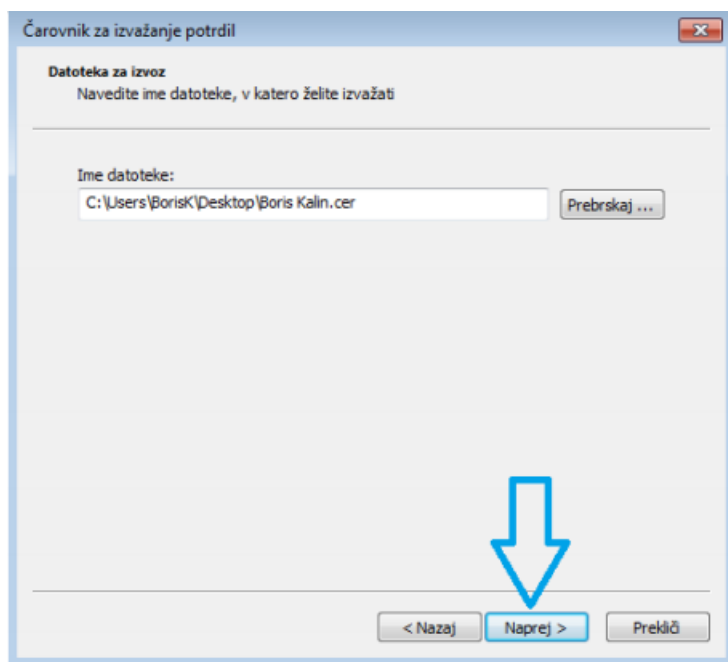 Čarovnik za izvažanje potrdil
Datoteka za izvoz
Navedite ime datoteke, v katero želite izvažati
Ime datoteke:
C:\Users\BorisK\Desktop\Boris Kalin.cer
Prebrskaj ...
< Nazaj
Naprej >
Prekliči